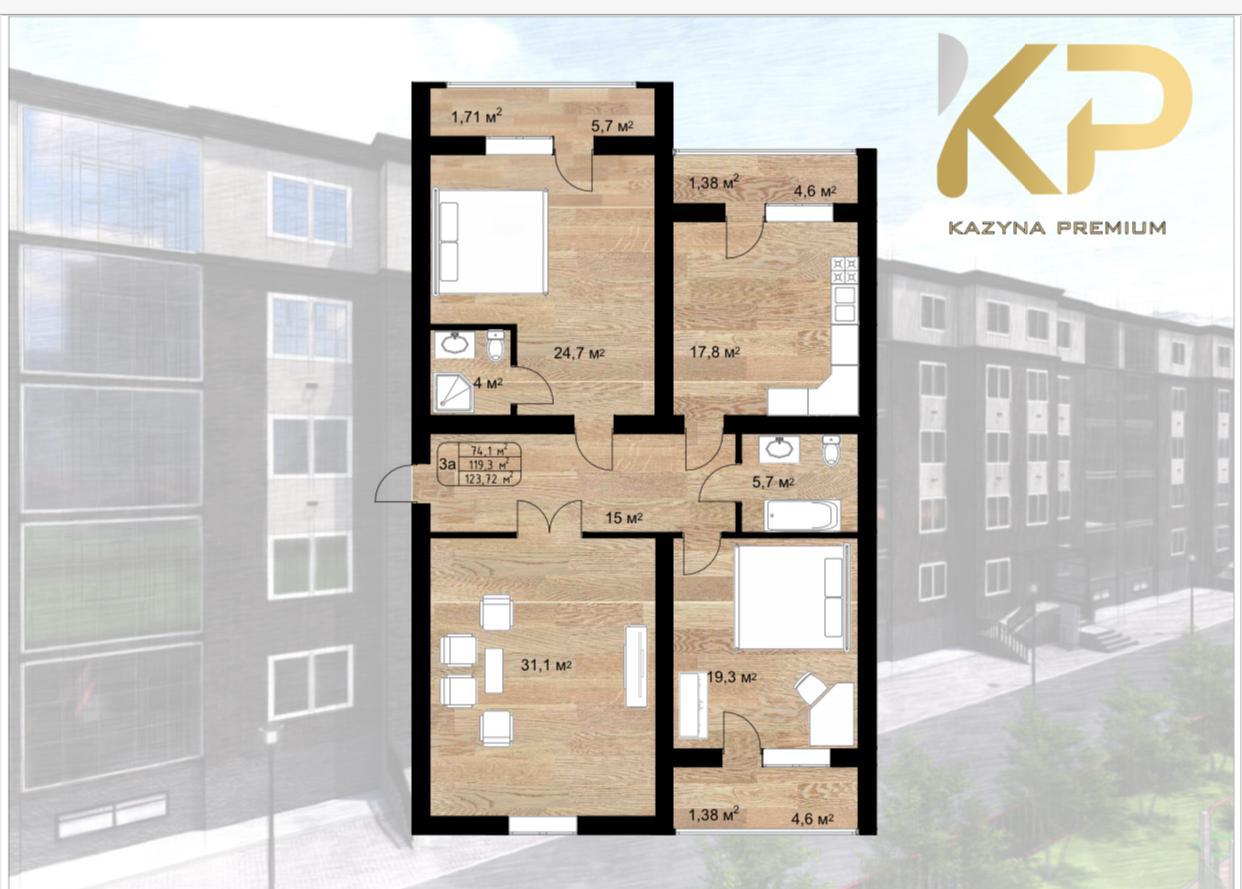 KP
KAZYNA PREMIUM
1,71 м²
5,7 м²
1,38 м²
4,6 м²
24,7 м²
17,8 м²
4 м²
3а
74,1 м²
119,3 м²
123,72 м²
5,7 м²
15 м²
31,1 м²
19,3 м²
1,38 м²
4,6 м²